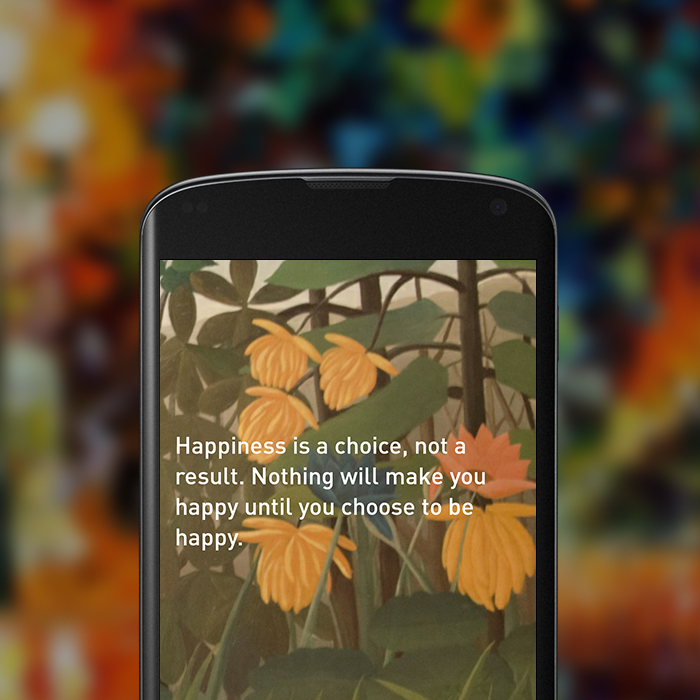 Happiness is a choice, not a
result. Nothing will make you
happy until you choose to be
happy.